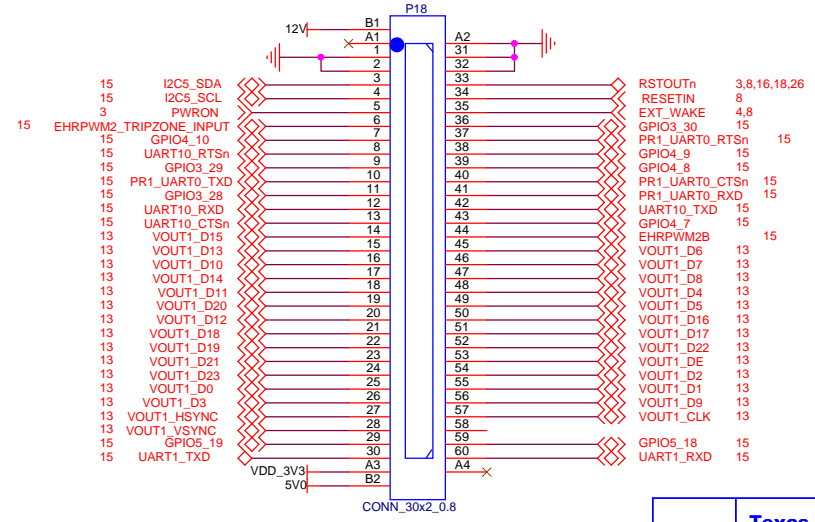 P18
12V B1
A1 A2
1 31
2 32
15 I2C5_SDA 3 33 RSTOUTn 3,8,16,18,26
15 I2C5_SCL 4 34 RESETIN 8
3 PWRON 5 35 EXT_WAKE 4,8
15 EHRPWM2_TRIPZONE_INPUT 6 36 GPIO3_30 15
15 GPIO4_10 7 37 PR1_UART0_RTSn 15
15 UART10_RTSn 8 38 GPIO4_9 15
15 GPIO3_29 9 39 GPIO4_8 15
15 PR1_UART0_TXD 10 40 PR1_UART0_CTSn 15
15 GPIO3_28 11 41 PR1_UART0_RXD 15
15 UART10_RXD 12 42 UART10_TXD 15
15 UART10_CTSn 13 43 GPIO4_7 15
13 VOUT1_D15 14 44 EHRPWM2B 15
13 VOUT1_D13 15 45 VOUT1_D6 13
13 VOUT1_D10 16 46 VOUT1_D7 13
13 VOUT1_D14 17 47 VOUT1_D8 13
13 VOUT1_D11 18 48 VOUT1_D4 13
13 VOUT1_D20 19 49 VOUT1_D5 13
13 VOUT1_D12 20 50 VOUT1_D16 13
13 VOUT1_D18 21 51 VOUT1_D17 13
13 VOUT1_D19 22 52 VOUT1_D22 13
13 VOUT1_D21 23 53 VOUT1_DE 13
13 VOUT1_D23 24 54 VOUT1_D2 13
13 VOUT1_D0 25 55 VOUT1_D1 13
13 VOUT1_D3 26 56 VOUT1_D9 13
13 VOUT1_HSYNC 27 57 VOUT1_CLK 13
13 VOUT1_VSYNC 28 58
15 GPIO5_19 29 59 GPIO5_18 15
15 UART1_TXD 30 60 UART1_RXD 15
VDD_3V3 A3 A4
5V0 B2
CONN_30x2_0.8
Texas